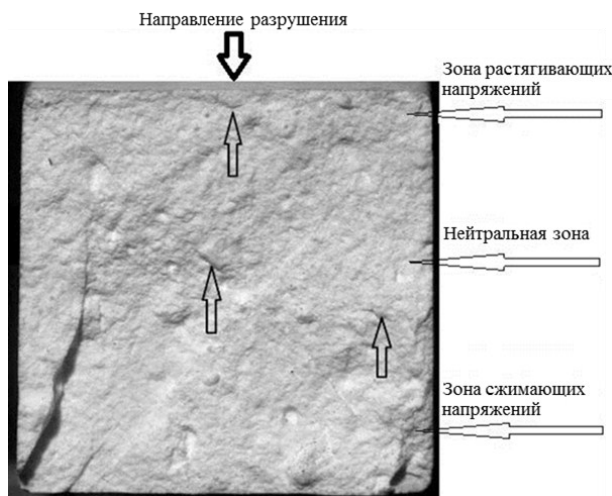 Направление разрушения
Зона растягивающих
напряжений
Нейтральная зона
Зона сжимающих
напряжений